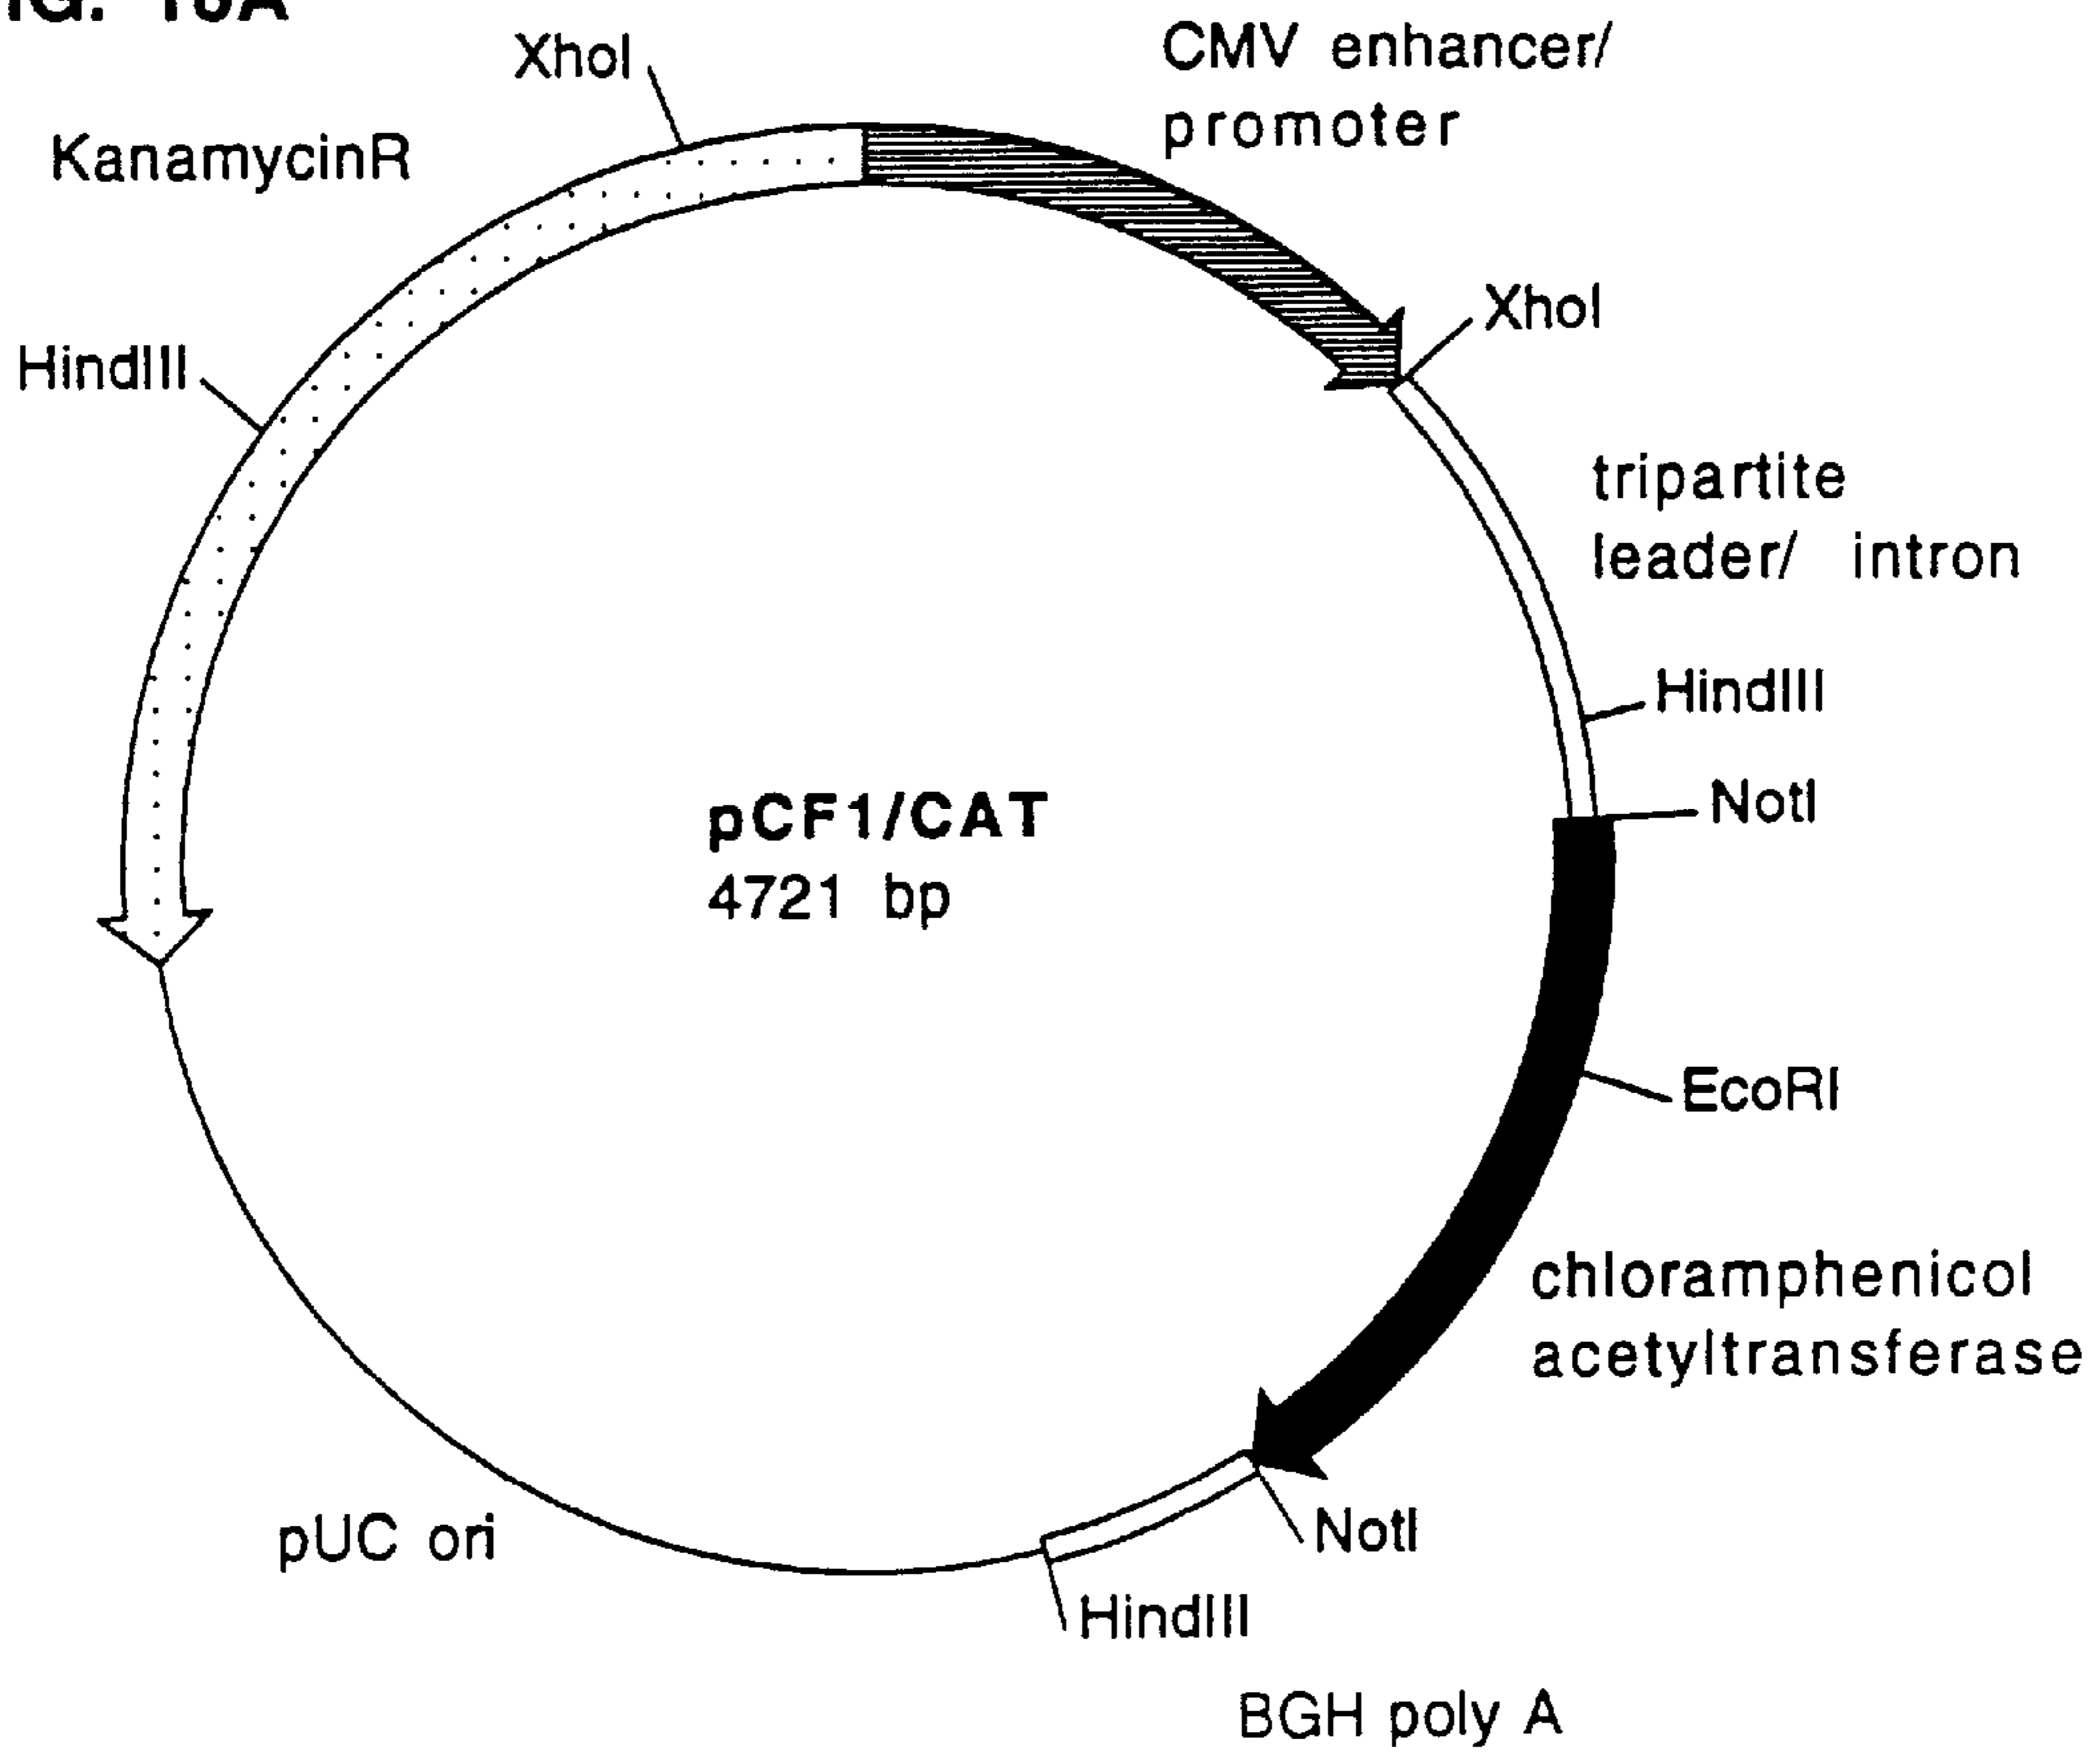 XhoI
CMV enhancer/
promoter
KanamycinR
XhoI
HindIII
tripartite
leader/ intron
HindIII
NotI
pCF1/CAT
4721 bp
EcoRI
chloramphenicol
acetyltransferase
NotI
pUC ori
HindIII
BGH poly A